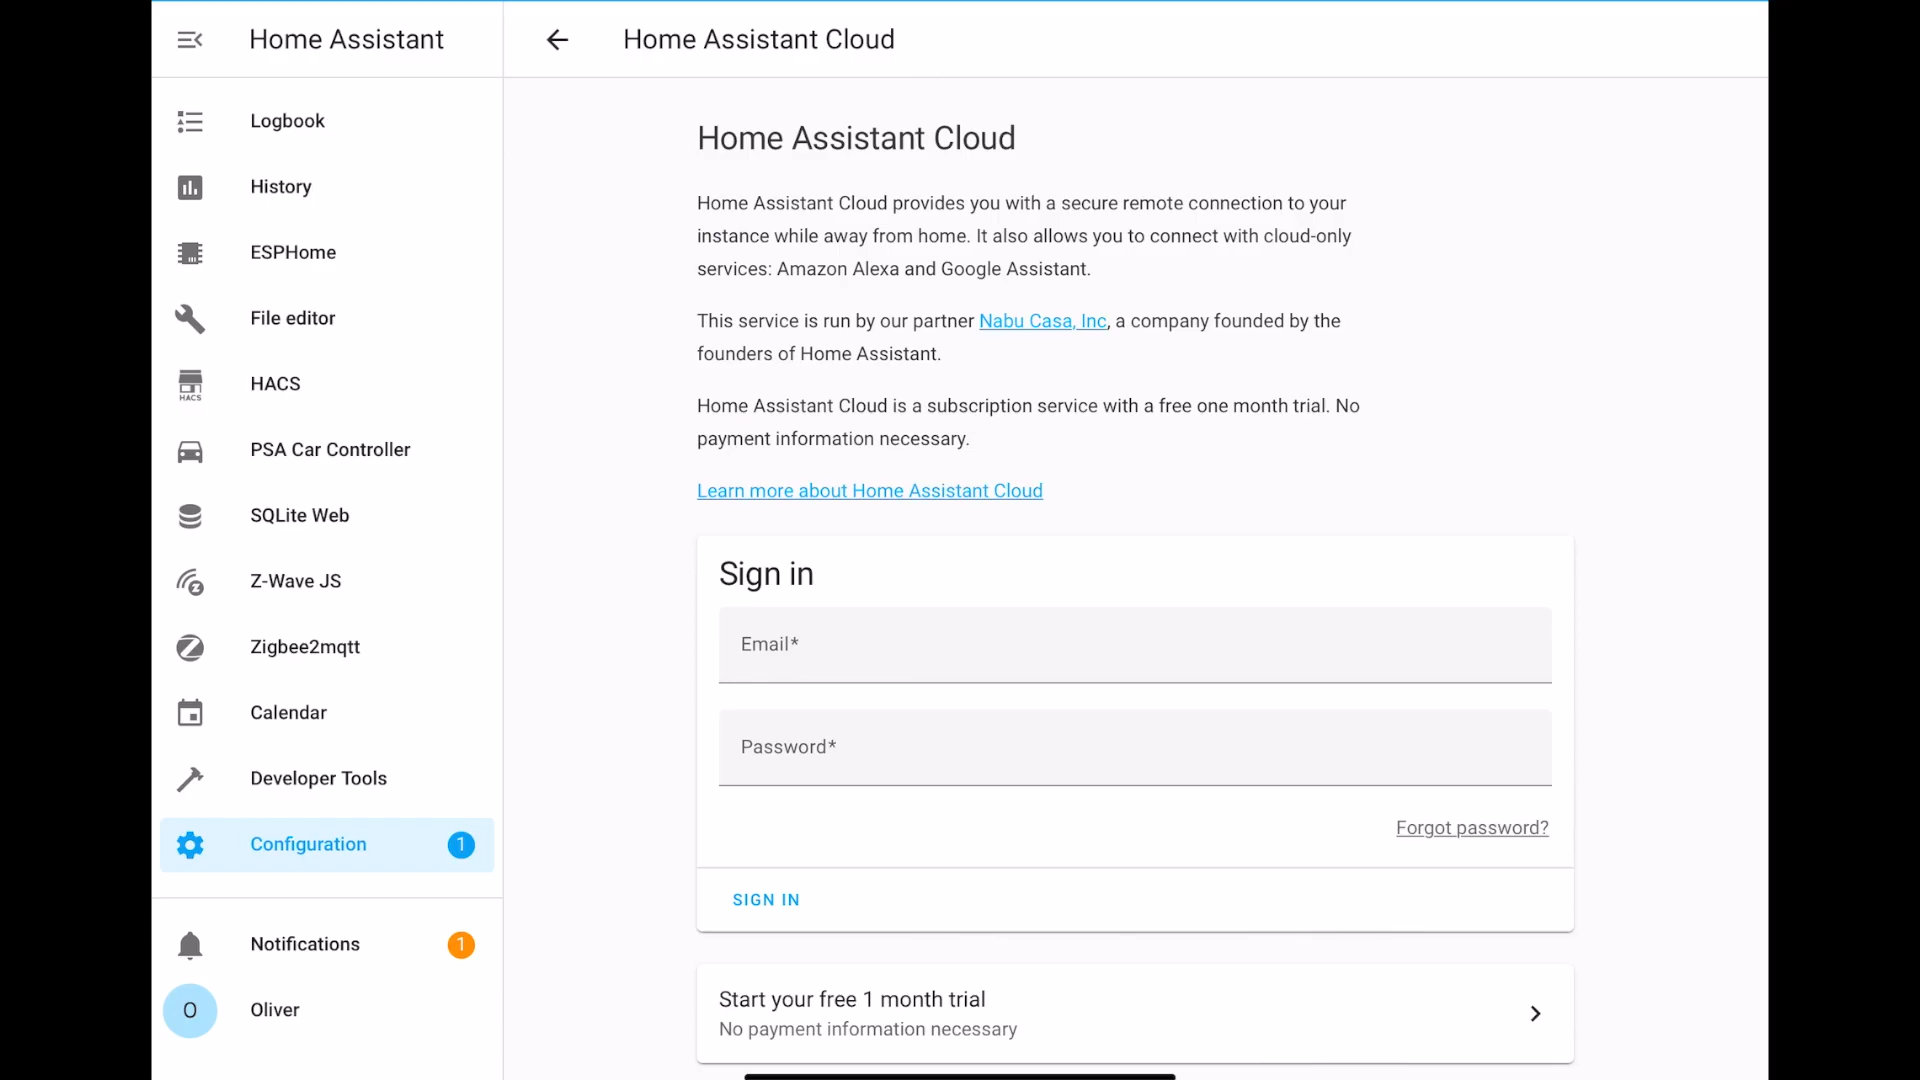 Home Assistant
Home Assistant Cloud
Logbook
History
ESPHome
File editor
HACS
HACS
PSA Car Controller
SQLite Web
Z-Wave JS
Zigbee2mqtt
Calendar
Developer Tools
Configuration 1
Notifications 1
O Oliver
Home Assistant Cloud
Home Assistant Cloud provides you with a secure remote connection to your
instance while away from home. It also allows you to connect with cloud-only
services: Amazon Alexa and Google Assistant.
This service is run by our partner Nabu Casa, Inc, a company founded by the
founders of Home Assistant.
Home Assistant Cloud is a subscription service with a free one month trial. No
payment information necessary.
Learn more about Home Assistant Cloud
Sign in
Email*
Password*
Forgot password?
SIGN IN
Start your free 1 month trial
No payment information necessary